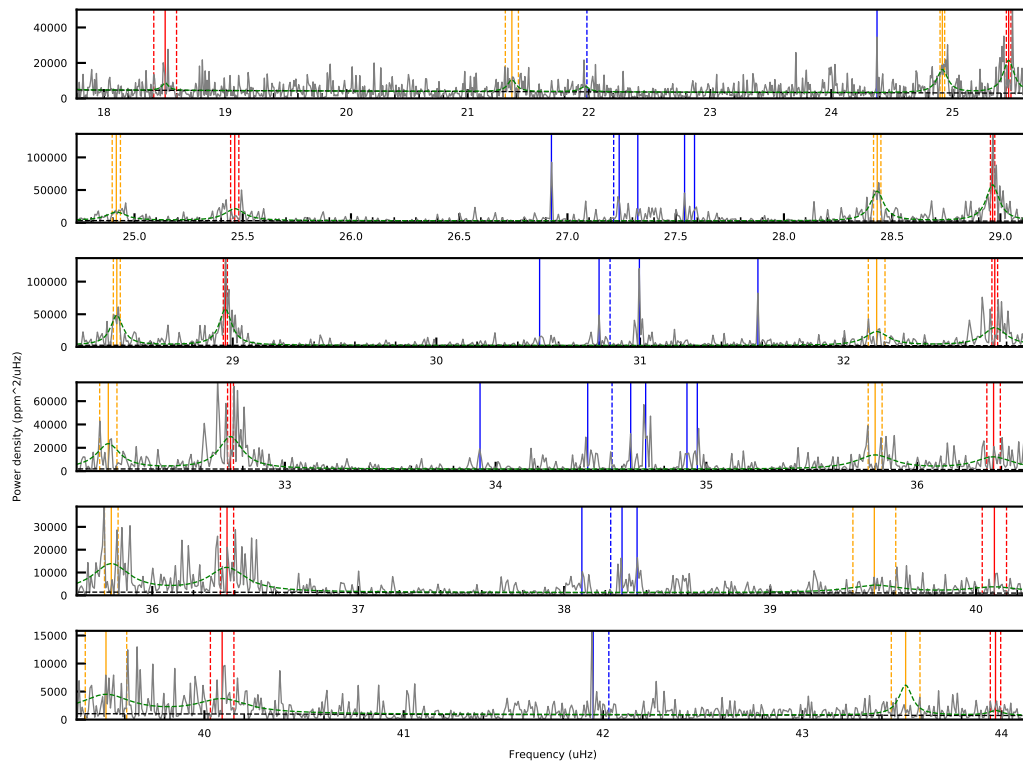 40000
20000
0
18 19 20 21 22 23 24 25
100000
50000
0
25.0 25.5 26.0 26.5 27.0 27.5 28.0 28.5 29.0
100000
50000
0
29 30 31 32
Power density (ppm^2/uHz)
60000
40000
20000
0
33 34 35 36
30000
20000
10000
0
36 37 38 39 40
15000
10000
5000
0
40 41 42 43 44
Frequency (uHz)